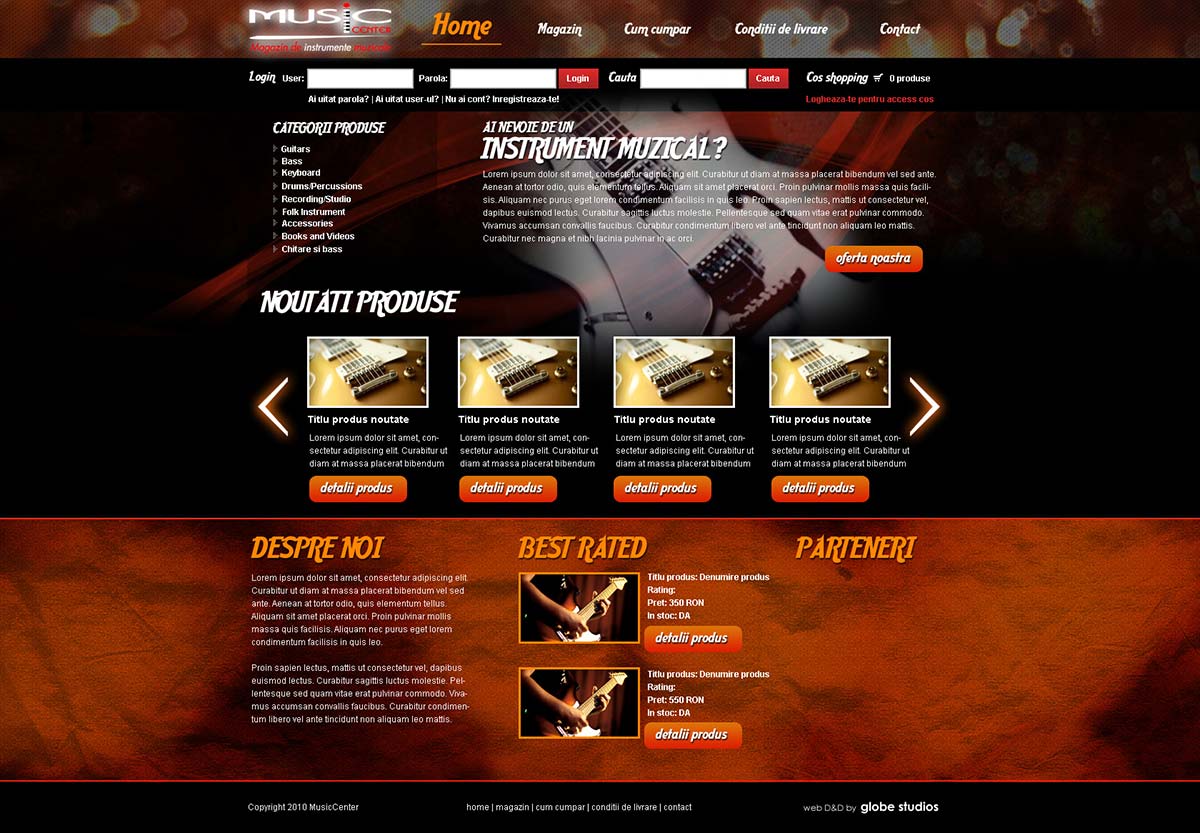 MUSIC
CENTER
Magazin de instrumente muzicale
Home
Magazin
Cum cumpar
Conditii de livrare
Contact
Login User: Parola: Login Cauta Cauta Cos shopping 0 produse
Ai uitat parola? | Ai uitat user-ul? | Nu ai cont? Inregistreaza-te!
Logheaza-te pentru access cos
CATEGORII PRODUSE
Guitars
Bass
Keyboard
Drums/Percussions
Recording/Studio
Folk Instrument
Accessories
Books and Videos
Chitare si bass
AI NEVOIE DE UN
INSTRUMENT MUZICAL?
Lorem ipsum dolor sit amet, consectetur adipiscing elit. Curabitur ut diam at massa placerat bibendum vel sed ante.
Aenean at tortor odio, quis elementum tellus. Aliquam sit amet placerat orci. Proin pulvinar mollis massa quis facili-
sis. Aliquam nec purus eget lorem condimentum facilisis in quis leo. Proin sapien lectus, mattis ut consectetur vel,
dapibus euismod lectus. Curabitur sagittis luctus molestie. Pellentesque sed quam vitae erat pulvinar commodo.
Vivamus accumsan convallis faucibus. Curabitur condimentum libero vel ante tincidunt non aliquam leo mattis.
Curabitur nec magna et nibh lacinia pulvinar in ac orci.
oferta noastra
NOUTATI PRODUSE
Titlu produs noutate
Lorem ipsum dolor sit amet, con-
sectetur adipiscing elit. Curabitur ut
diam at massa placerat bibendum
detalii produs
Titlu produs noutate
Lorem ipsum dolor sit amet, con-
sectetur adipiscing elit. Curabitur ut
diam at massa placerat bibendum
detalii produs
Titlu produs noutate
Lorem ipsum dolor sit amet, con-
sectetur adipiscing elit. Curabitur ut
diam at massa placerat bibendum
detalii produs
Titlu produs noutate
Lorem ipsum dolor sit amet, con-
sectetur adipiscing elit. Curabitur ut
diam at massa placerat bibendum
detalii produs
DESPRE NOI
Lorem ipsum dolor sit amet, consectetur adipiscing elit.
Curabitur ut diam at massa placerat bibendum vel sed
ante. Aenean at tortor odio, quis elementum tellus.
Aliquam sit amet placerat orci. Proin pulvinar mollis
massa quis facilisis. Aliquam nec purus eget lorem
condimentum facilisis in quis leo.
Proin sapien lectus, mattis ut consectetur vel, dapibus
euismod lectus. Curabitur sagittis luctus molestie. Pel-
lentesque sed quam vitae erat pulvinar commodo. Viva-
mus accumsan convallis faucibus. Curabitur condimen-
tum libero vel ante tincidunt non aliquam leo mattis.
BEST RATED
Titlu produs: Denumire produs
Rating:
Pret: 350 RON
In stoc: DA
detalii produs
Titlu produs: Denumire produs
Rating:
Pret: 550 RON
In stoc: DA
detalii produs
PARTENERI
Copyright 2010 MusicCenter
home | magazin | cum cumpar | conditii de livrare | contact
web D&D by globe studios